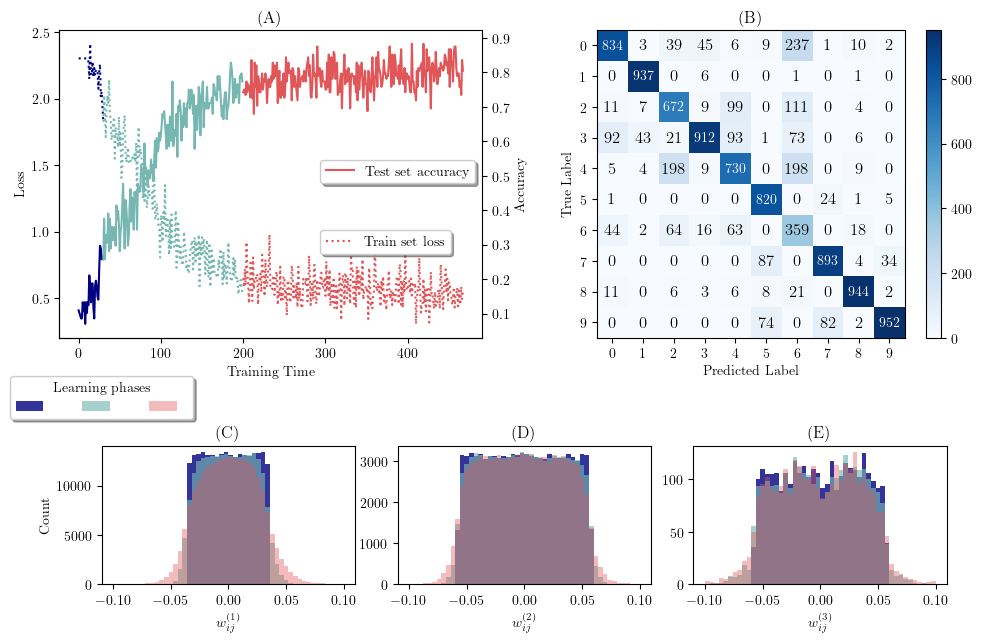 (A)
2.5
2.0
1.5
1.0
0.5
Loss
0.9
0.8
0.7
0.6
0.5
0.4
0.3
0.2
0.1
Accuracy
Test set accuracy
Train set loss
0 100 200 300 400
Training Time
(B)
True Label
0 834 3 39 45 6 9 237 1 10 2
1 0 937 0 6 0 0 1 0 1 0
2 11 7 672 9 99 0 111 0 4 0
3 92 43 21 912 93 1 73 0 6 0
4 5 4 198 9 730 0 198 0 9 0
5 1 0 0 0 0 820 0 24 1 5
6 44 2 64 16 63 0 359 0 18 0
7 0 0 0 0 0 87 0 893 4 34
8 11 0 6 3 6 8 21 0 944 2
9 0 0 0 0 0 74 0 82 2 952
0 1 2 3 4 5 6 7 8 9
Predicted Label
800
600
400
200
0
Learning phases
(C)
Count
10000
5000
0
−0.10 −0.05 0.00 0.05 0.10
w_{ij}^{(1)}
(D)
3000
2000
1000
0
−0.10 −0.05 0.00 0.05 0.10
w_{ij}^{(2)}
(E)
100
50
0
−0.10 −0.05 0.00 0.05 0.10
w_{ij}^{(3)}